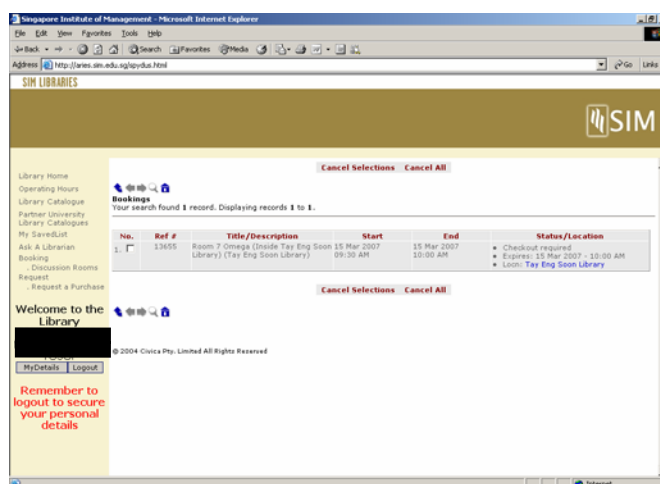 Singapore Institute of Management - Microsoft Internet Explorer
File Edit View Favorites Tools Help
Back Search Favorites Media
Address http://aries.sim.edu.sg/spydus.html Go Links
SIM LIBRARIES
SIM
Cancel Selections Cancel All
Library Home
Operating Hours
Library Catalogue
Partner University
Library Catalogues
My SavedList
Ask A Librarian
Booking
. Discussion Rooms
Request
. Request a Purchase
Welcome to the
Library
MyDetails Logout
Remember to
logout to secure
your personal
details
Bookings
Your search found 1 record. Displaying records 1 to 1.
No. Ref # Title/Description Start End Status/Location
1. 13655 Room 7 Omega (Inside Tay Eng Soon 15 Mar 2007 15 Mar 2007 Checkout required
Library) (Tay Eng Soon Library) 09:30 AM 10:00 AM Expires: 15 Mar 2007 - 10:00 AM
Locn: Tay Eng Soon Library
Cancel Selections Cancel All
© 2004 Civica Pty. Limited All Rights Reserved
Internet